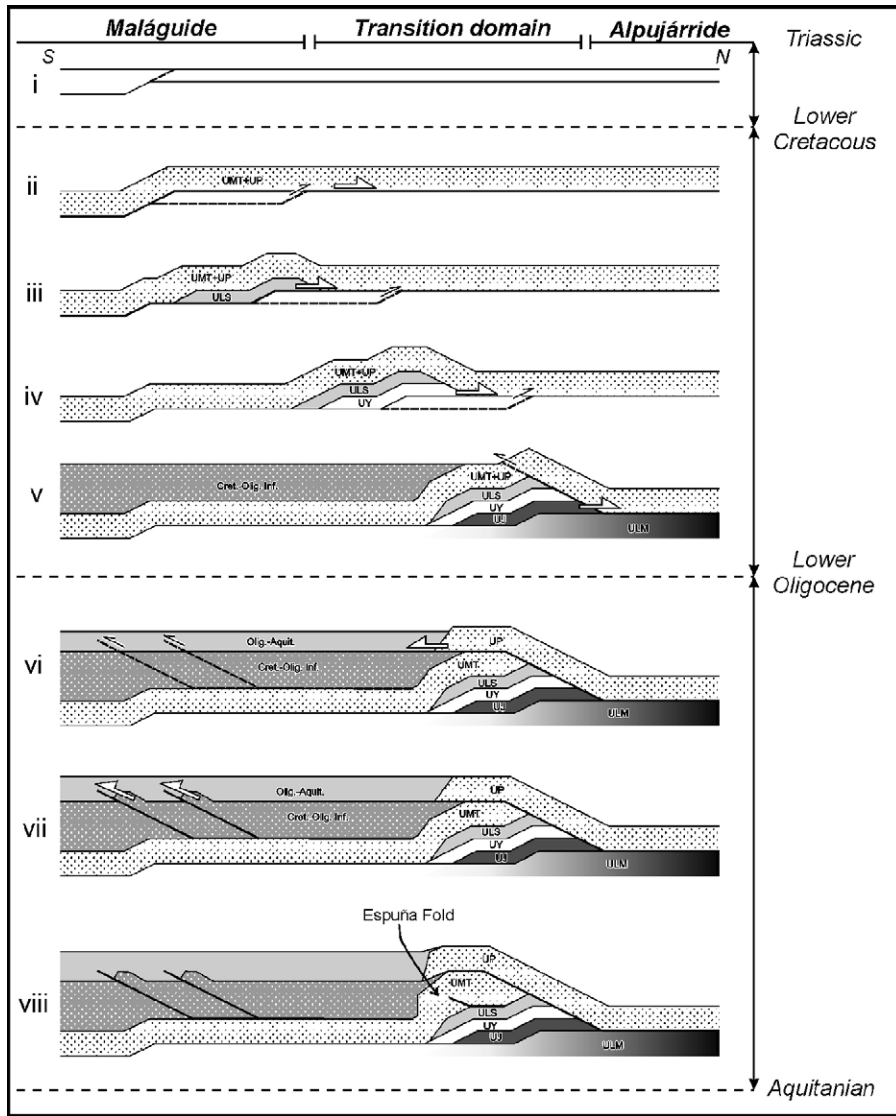 Maláguide
Transition domain
Alpujárride
Triassic
S
N
i
Lower
Cretacous
ii
UMT+UP
iii
UMT+UP
ULS
iv
UMT+UP
ULS
UY
v
Cret.-Olig. Inf.
UMT+UP
ULS
UY
UJ
ULM
Lower
Oligocene
vi
Olig.-Aquit.
UP
Cret.-Olig. Inf.
UMT
ULS
UY
UJ
ULM
vii
Olig.-Aquit.
UP
Cret.-Olig. Inf.
UMT
ULS
UY
UJ
ULM
Espuña Fold
viii
UP
UMT
ULS
UY
UJ
ULM
Aquitanian